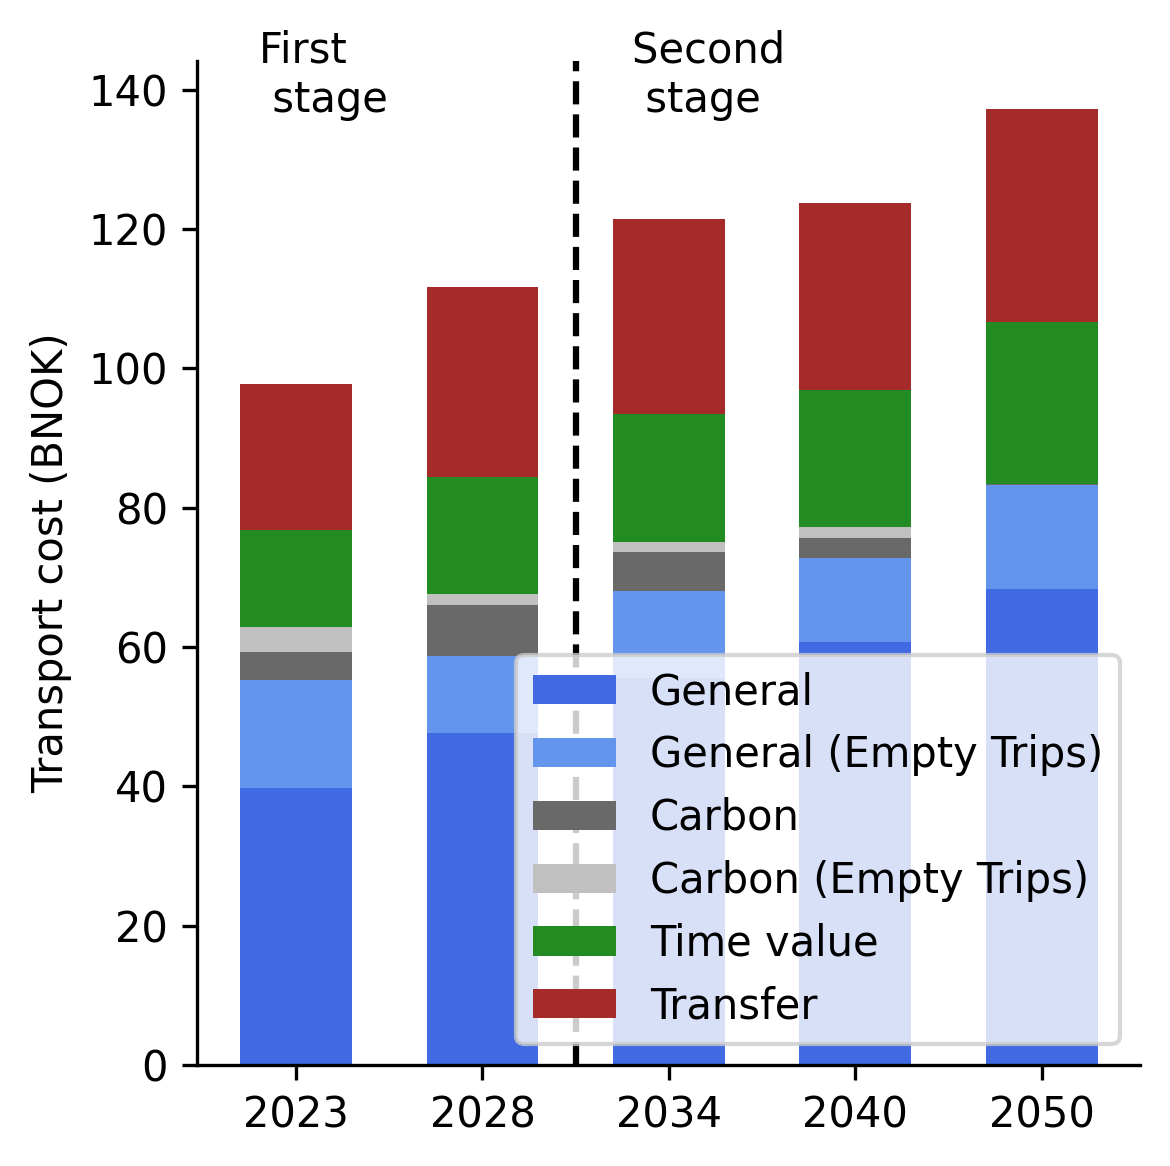 First
stage
Second
stage
Transport cost (BNOK)
140
120
100
80
60
40
20
0
General
General (Empty Trips)
Carbon
Carbon (Empty Trips)
Time value
Transfer
2023
2028
2034
2040
2050